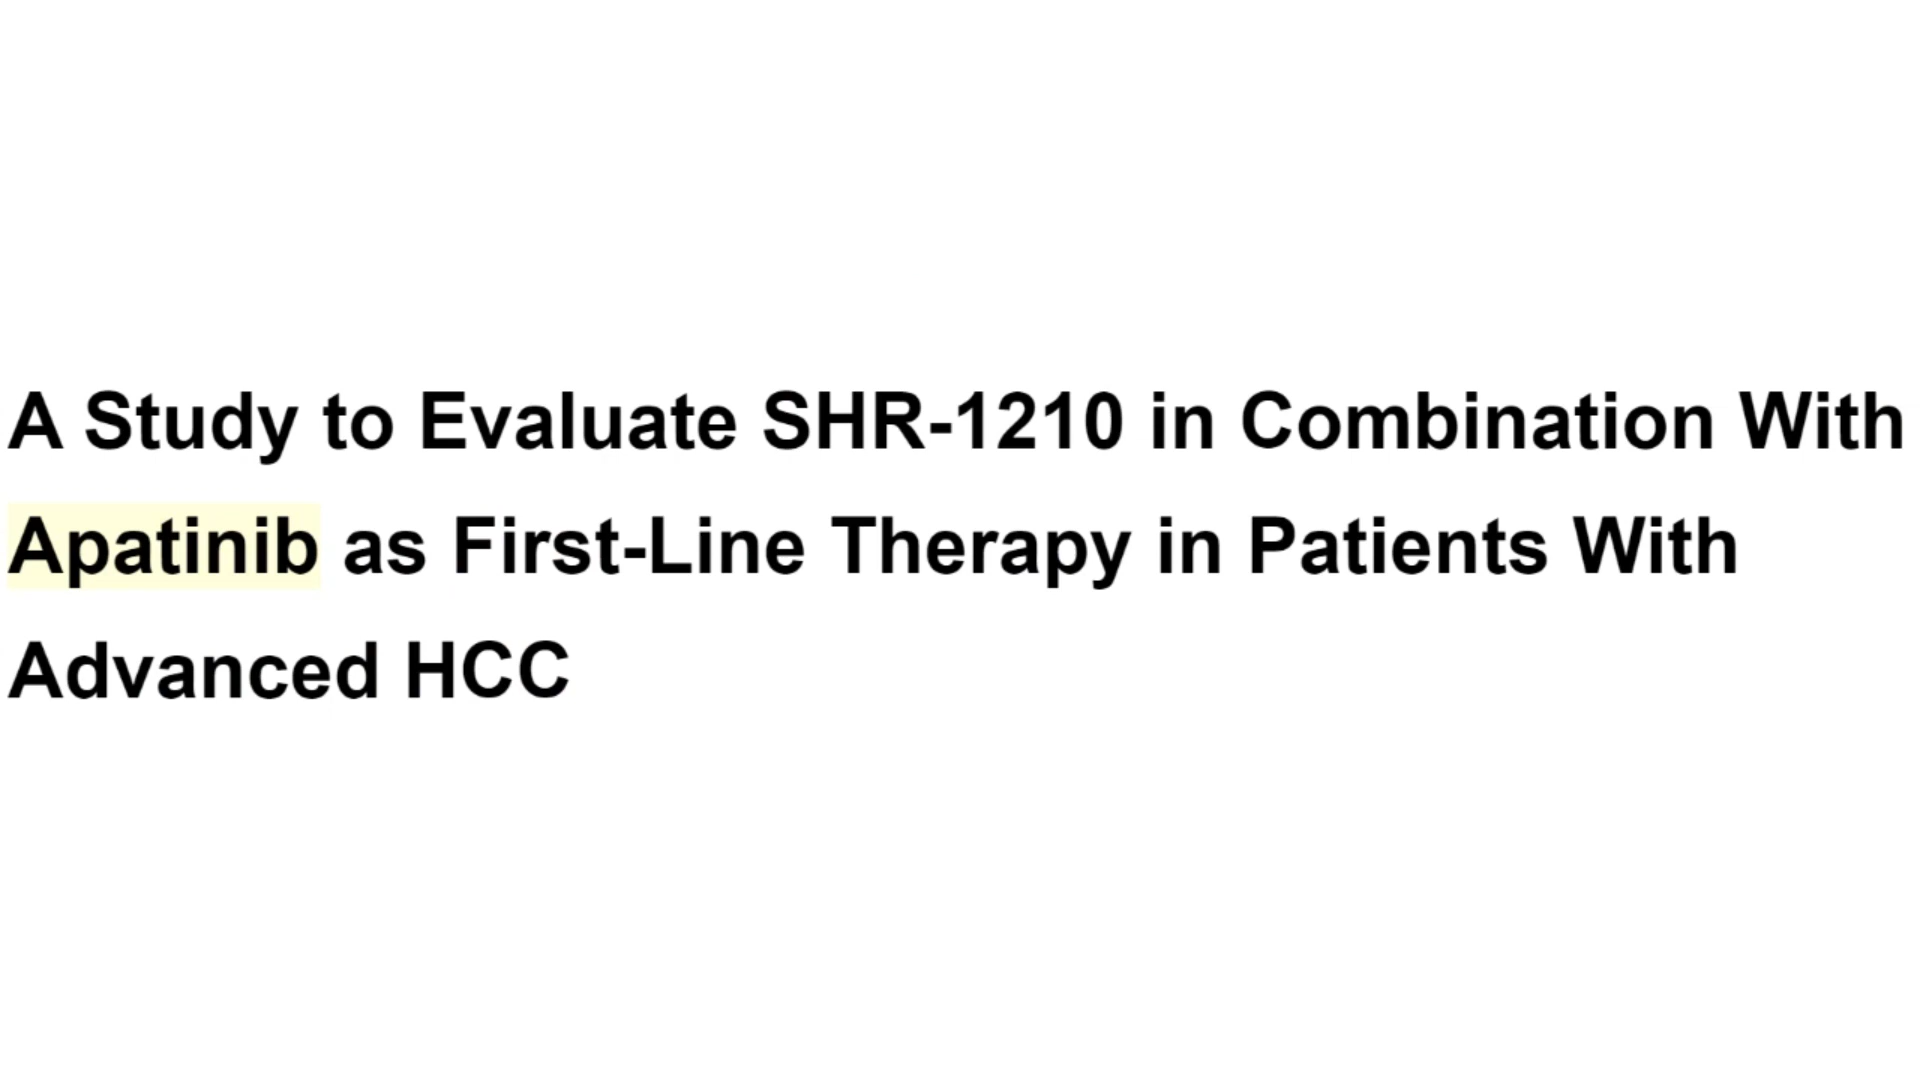 A Study to Evaluate SHR-1210 in Combination With
Apatinib as First-Line Therapy in Patients With
Advanced HCC